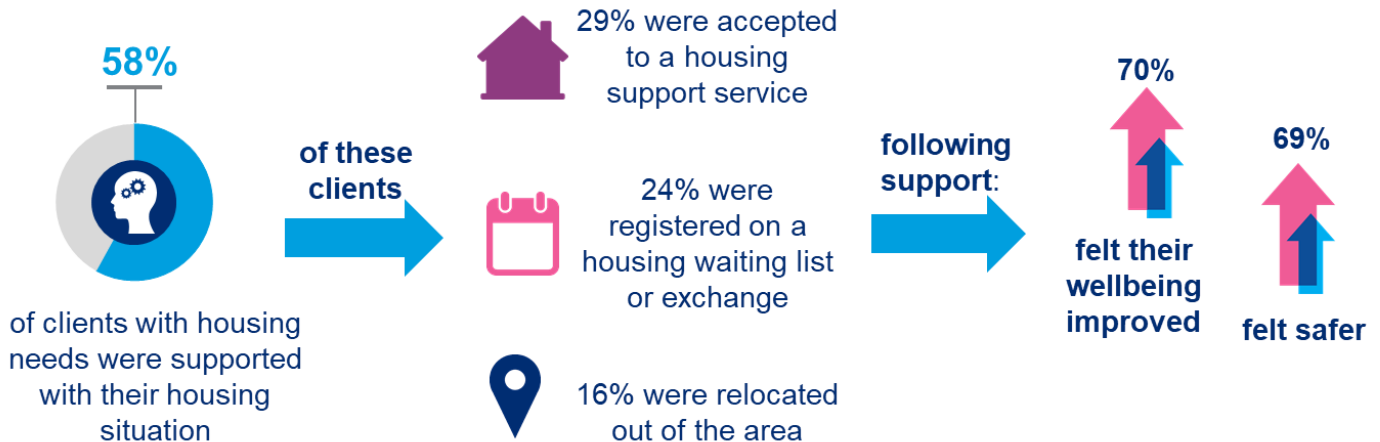 58%
of clients with housing
needs were supported
with their housing
situation
of these
clients
29% were accepted
to a housing
support service
24% were
registered on a
housing waiting list
or exchange
16% were relocated
out of the area
following
support:
70%
felt their
wellbeing
improved
69%
felt safer